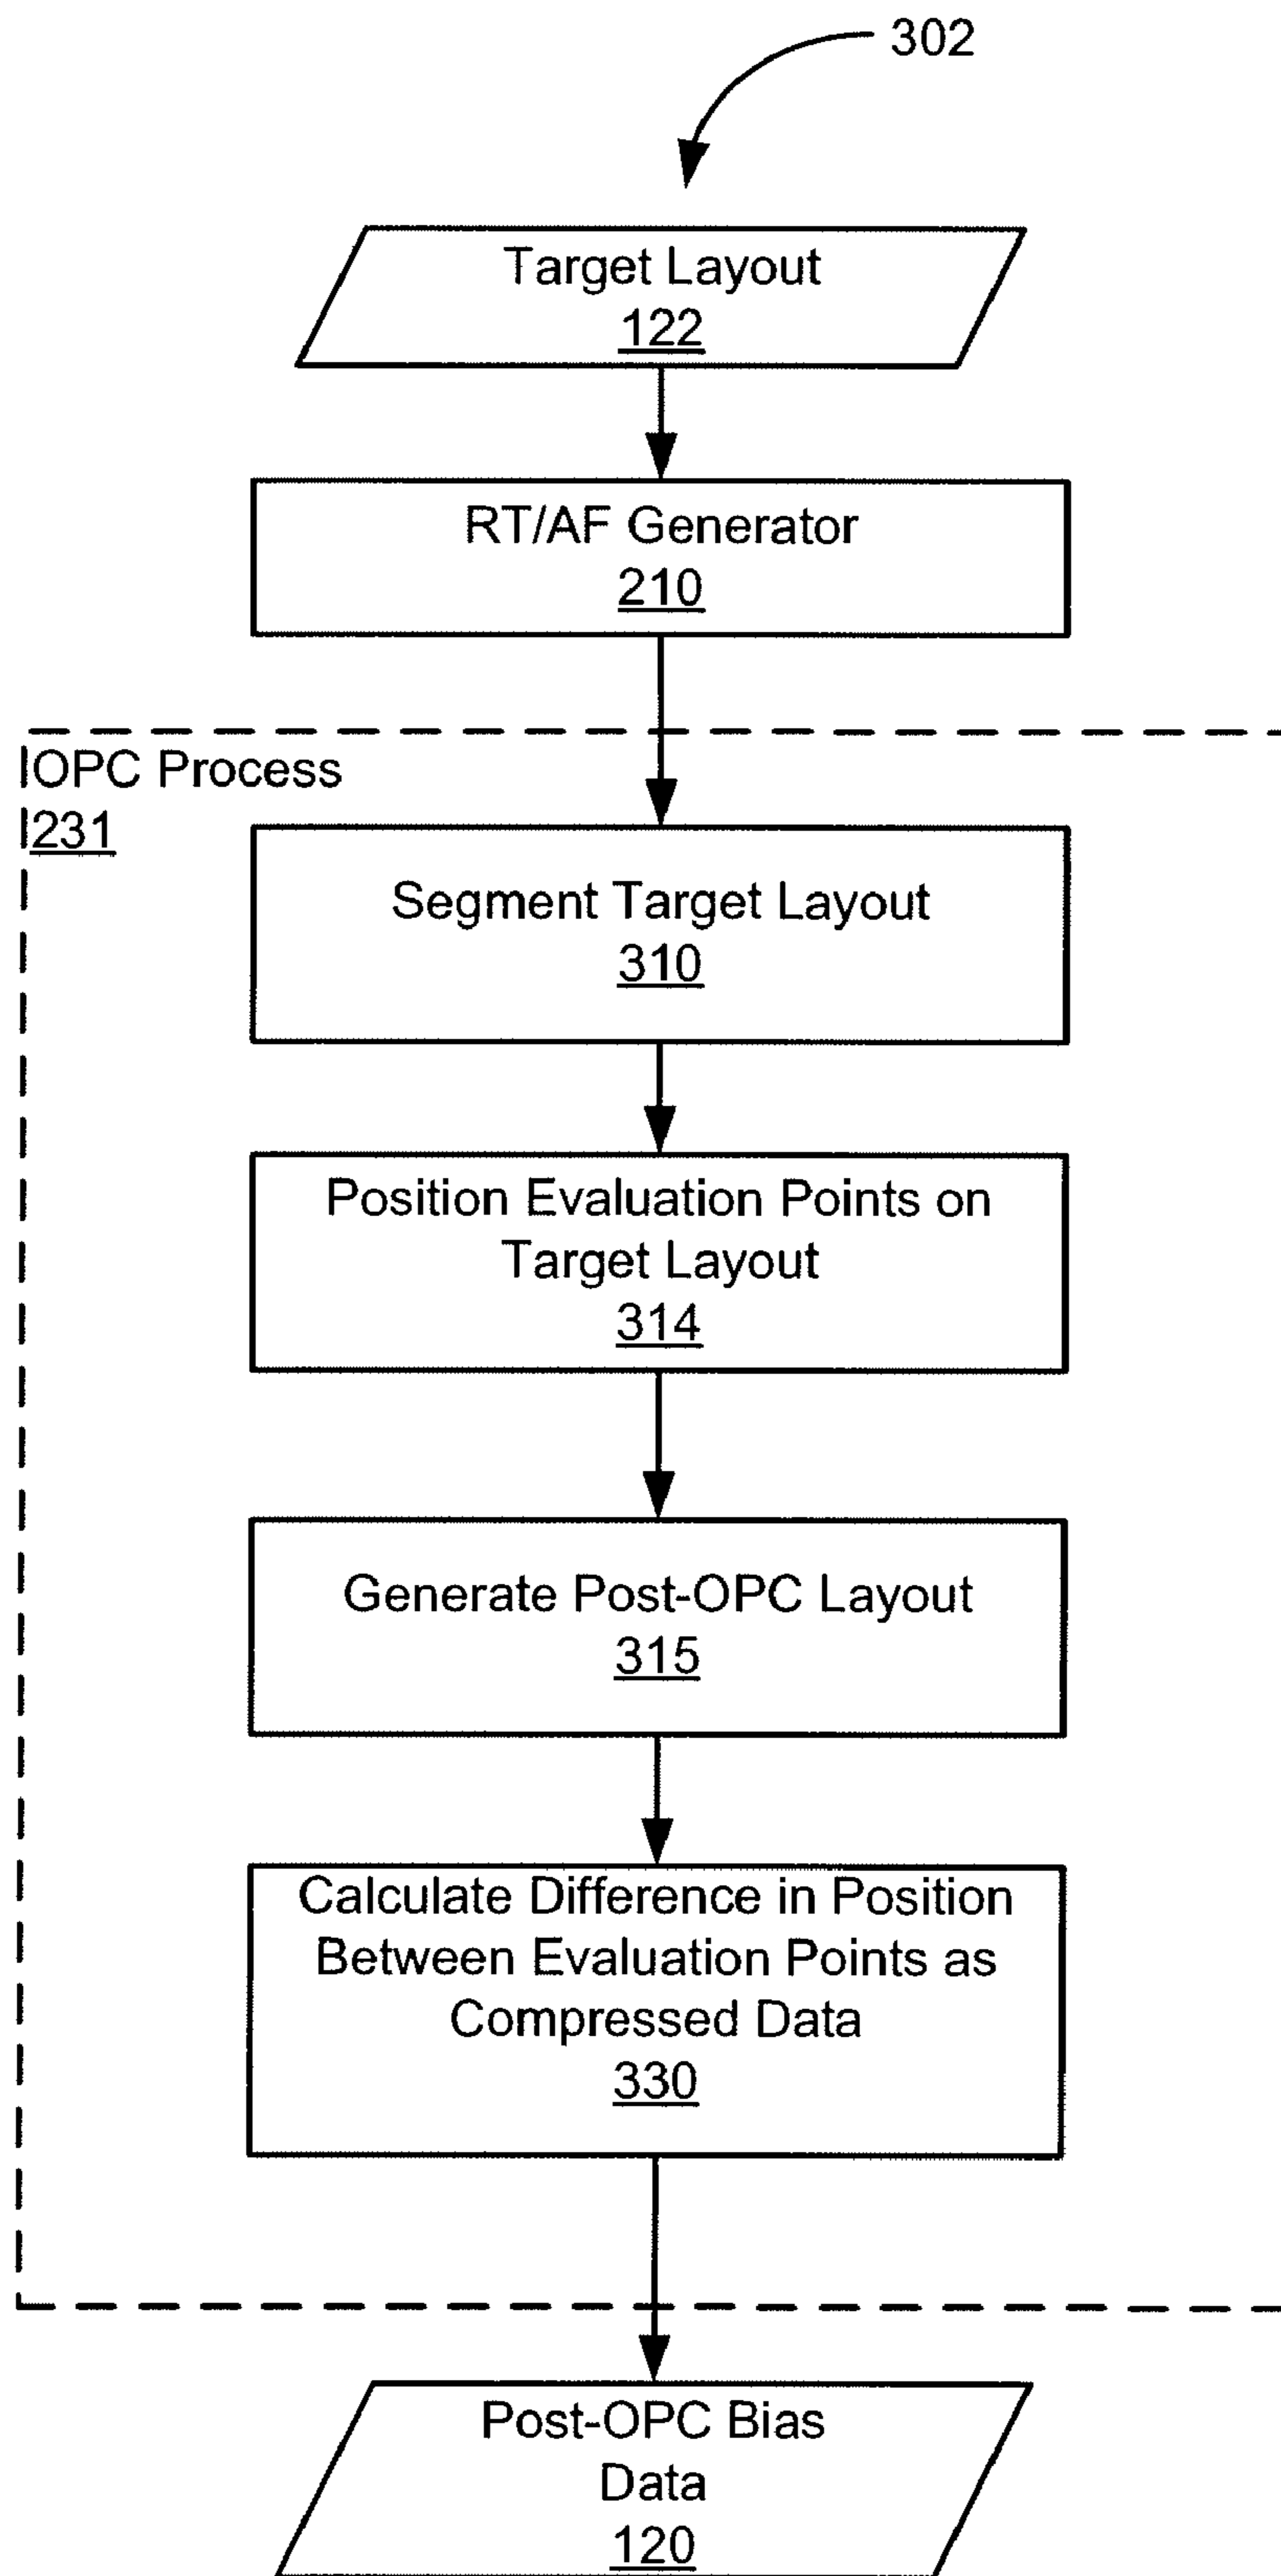 302
Target Layout
122
RT/AF Generator
210
OPC Process
231
Segment Target Layout
310
Position Evaluation Points on
Target Layout
314
Generate Post-OPC Layout
315
Calculate Difference in Position
Between Evaluation Points as
Compressed Data
330
Post-OPC Bias
Data
120